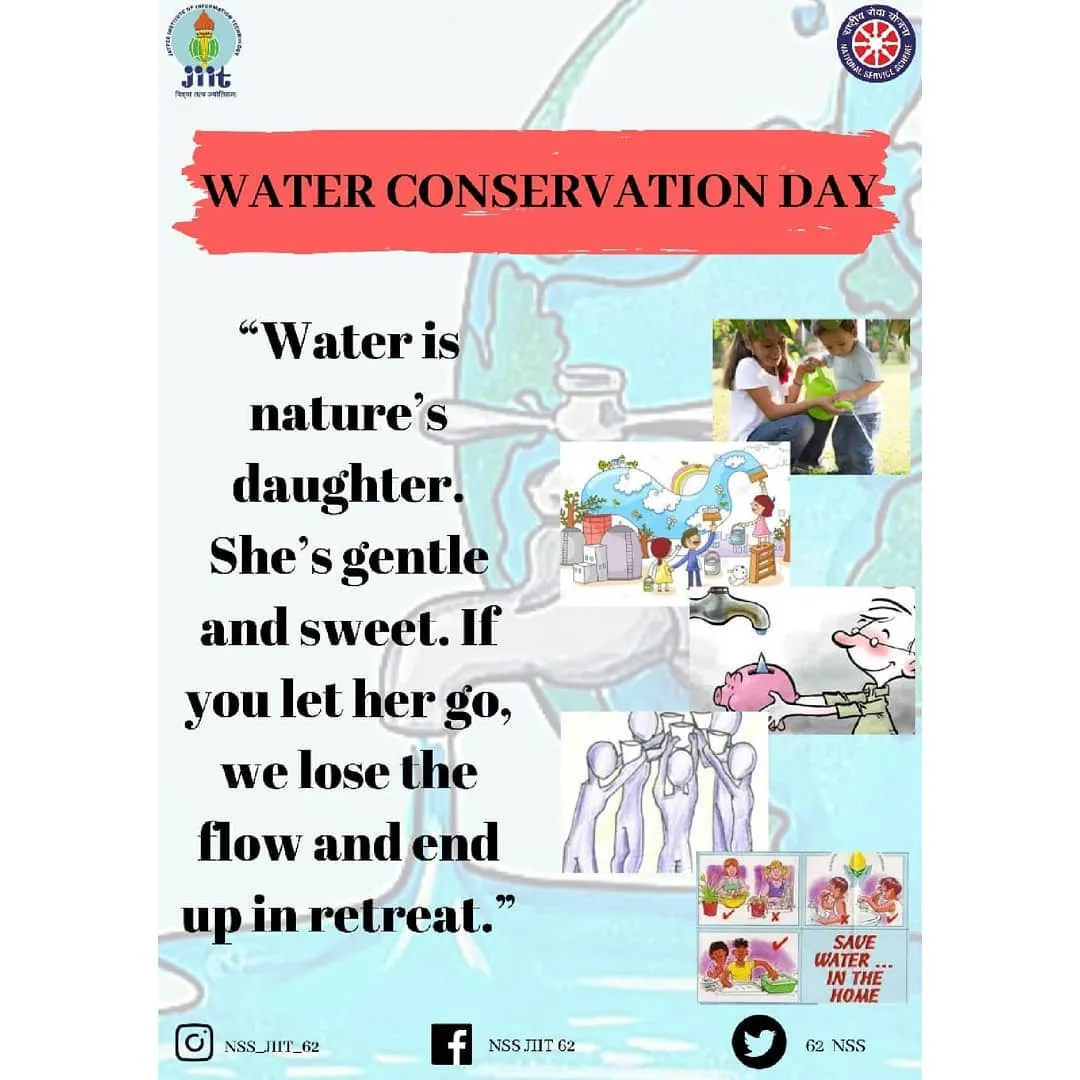 JAYPEE INSTITUTE OF INFORMATION TECHNOLOGY
jiit
विद्या तत्व ज्योतिसमः
राष्ट्रीय सेवा योजना
NATIONAL SERVICE SCHEME
WATER CONSERVATION DAY
“Water is
nature’s
daughter.
She’s gentle
and sweet. If
you let her go,
we lose the
flow and end
up in retreat.”
SAVE
WATER ...
IN THE
HOME
NSS_JIIT_62
NSS JIIT 62
62 NSS